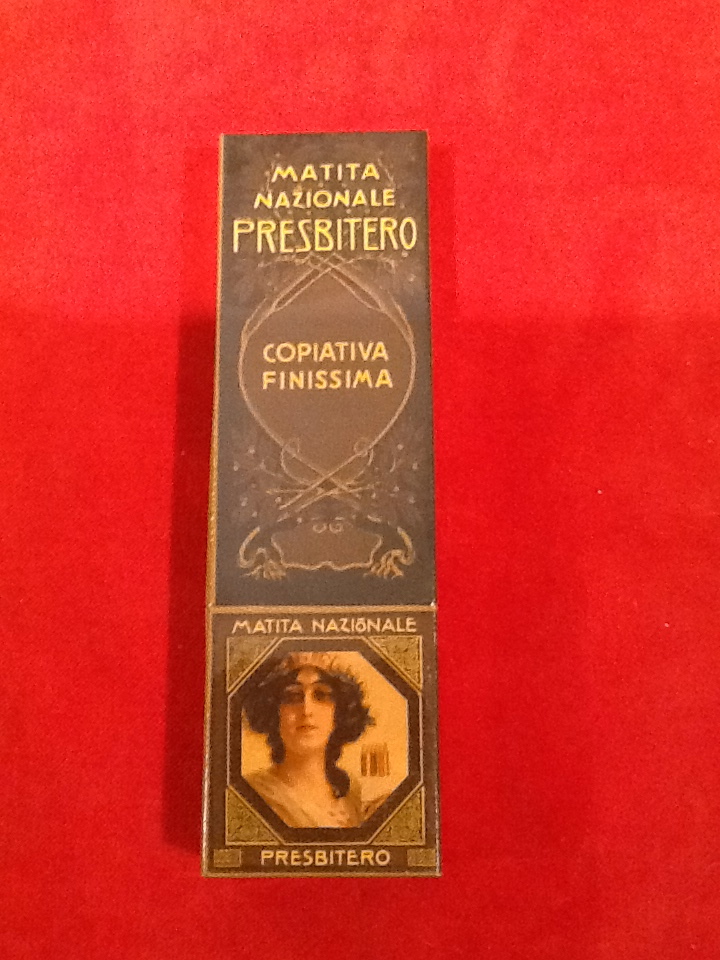 MATITA
NAZIONALE
PRESBITERO
COPIATIVA
FINISSIMA
MATITA NAZIONALE
PRESBITERO